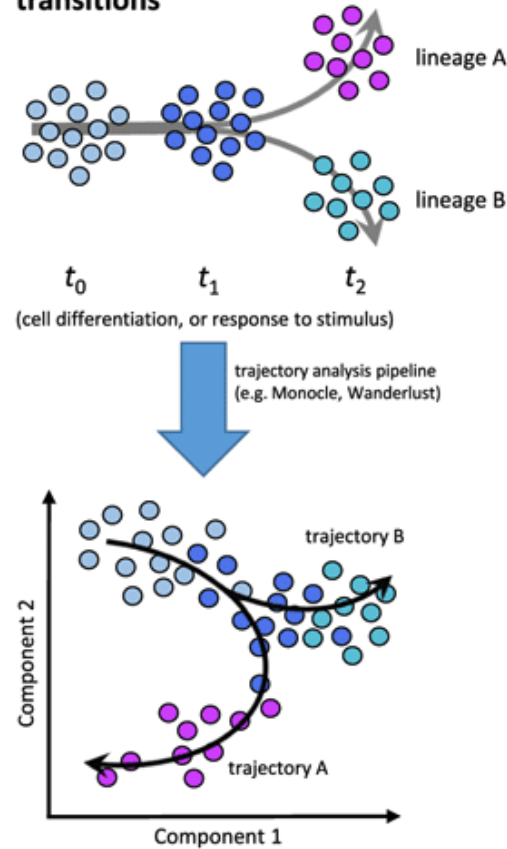 transitions
lineage A
lineage B
t0
t1
t2
(cell differentiation, or response to stimulus)
trajectory analysis pipeline
(e.g. Monocle, Wanderlust)
trajectory B
Component 2
trajectory A
Component 1